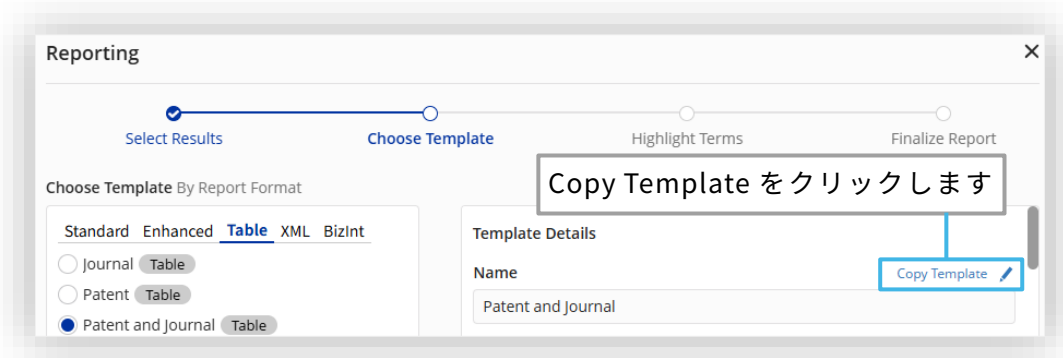 Reporting
Select Results
Choose Template
Highlight Terms
Finalize Report
Copy Template をクリックします
Choose Template By Report Format
Standard Enhanced Table XML BizInt
Journal Table
Patent Table
Patent and Journal Table
Template Details
Name
Copy Template
Patent and Journal